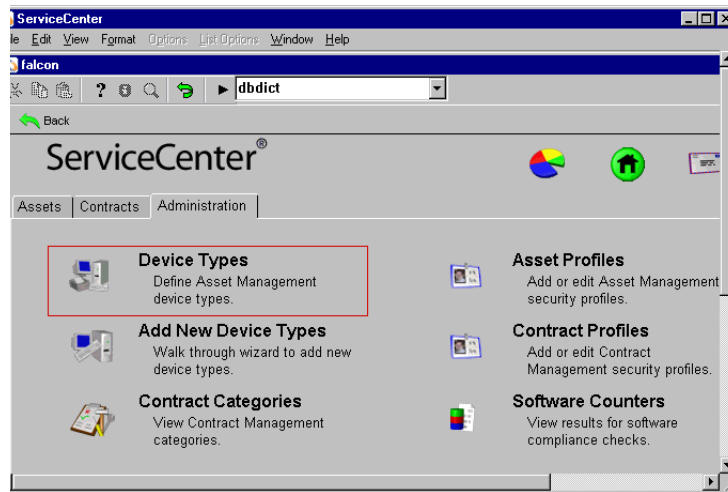 ServiceCenter
le Edit View Format Options List Options Window Help
falcon
dbdict
Back
ServiceCenter®
Assets Contracts Administration
Device Types
Define Asset Management
device types.
Asset Profiles
Add or edit Asset Management
security profiles.
Add New Device Types
Walk through wizard to add new
device types.
Contract Profiles
Add or edit Contract
Management security profiles.
Contract Categories
View Contract Management
categories.
Software Counters
View results for software
compliance checks.